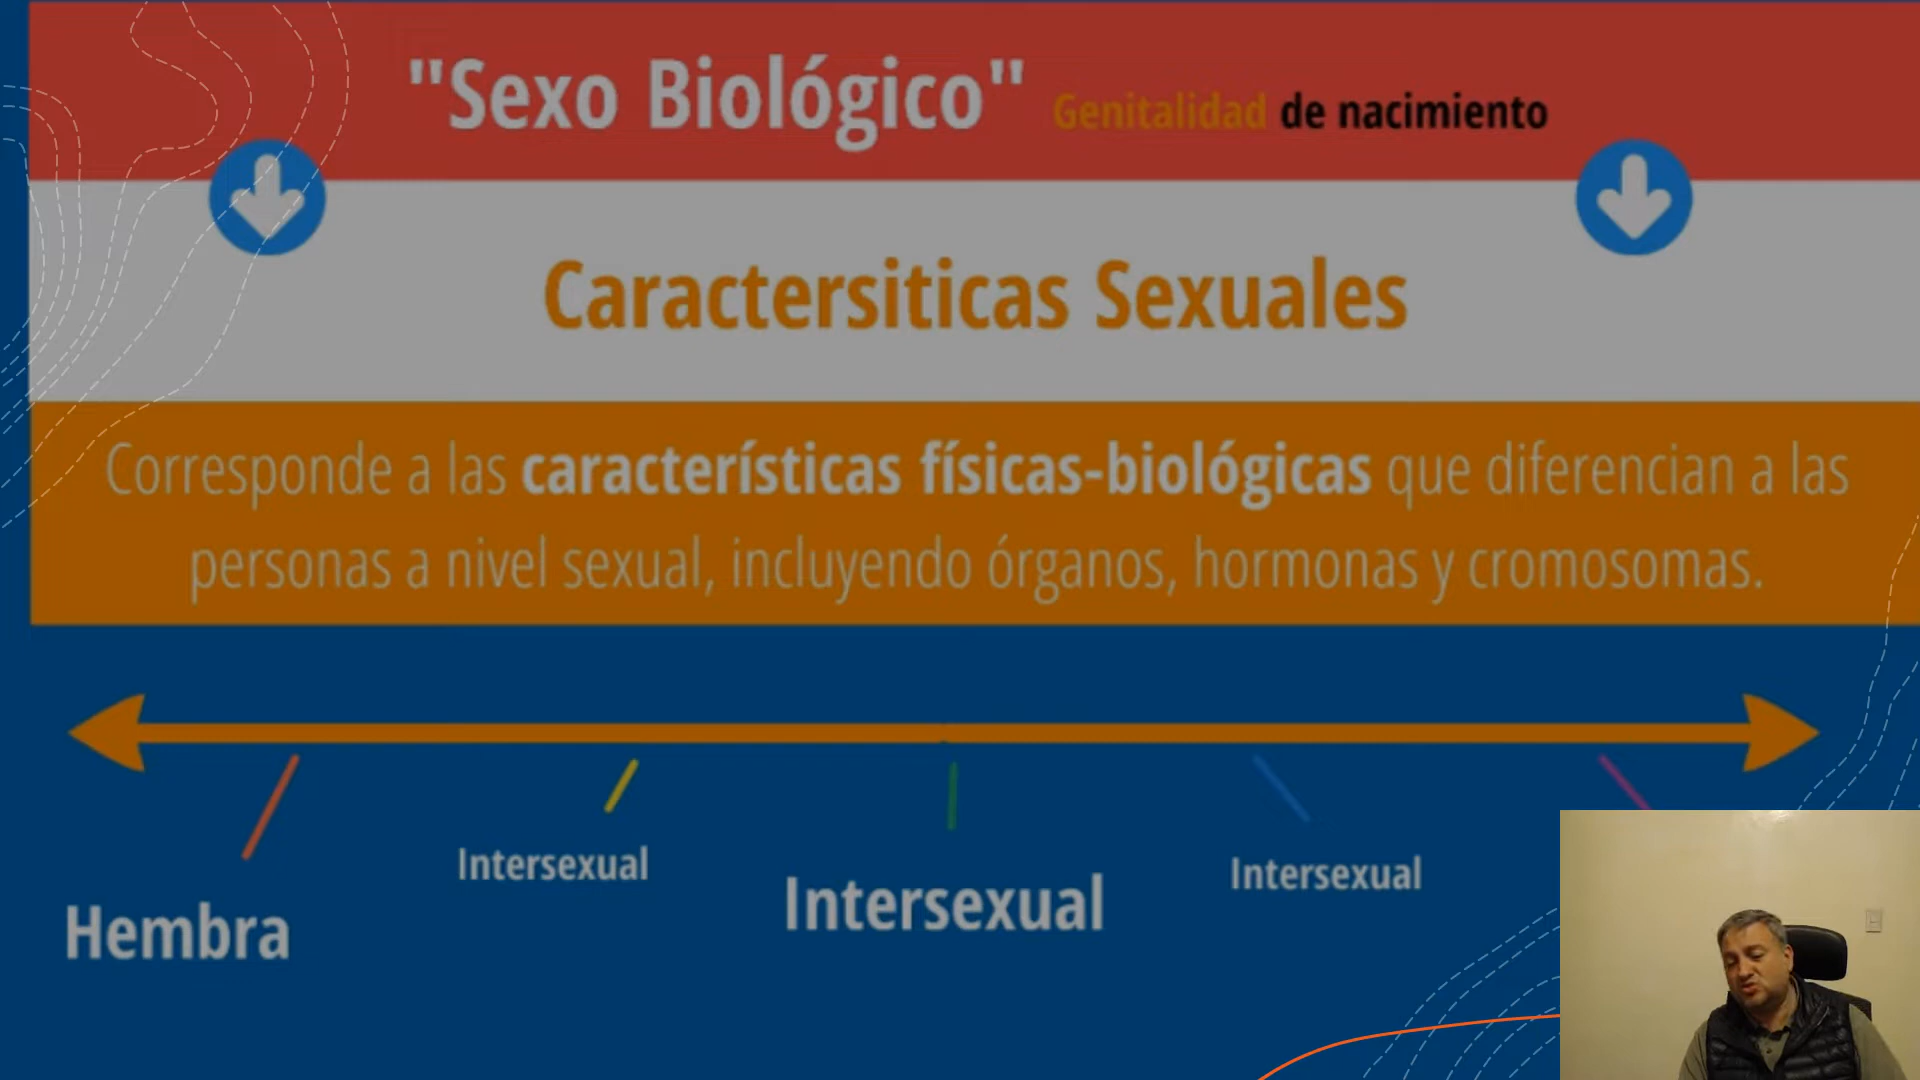 "Sexo Biológico" Genitalidad de nacimiento
Caractersiticas Sexuales
Corresponde a las características físicas-biológicas que diferencian a las
personas a nivel sexual, incluyendo órganos, hormonas y cromosomas.
Hembra
Intersexual
Intersexual
Intersexual